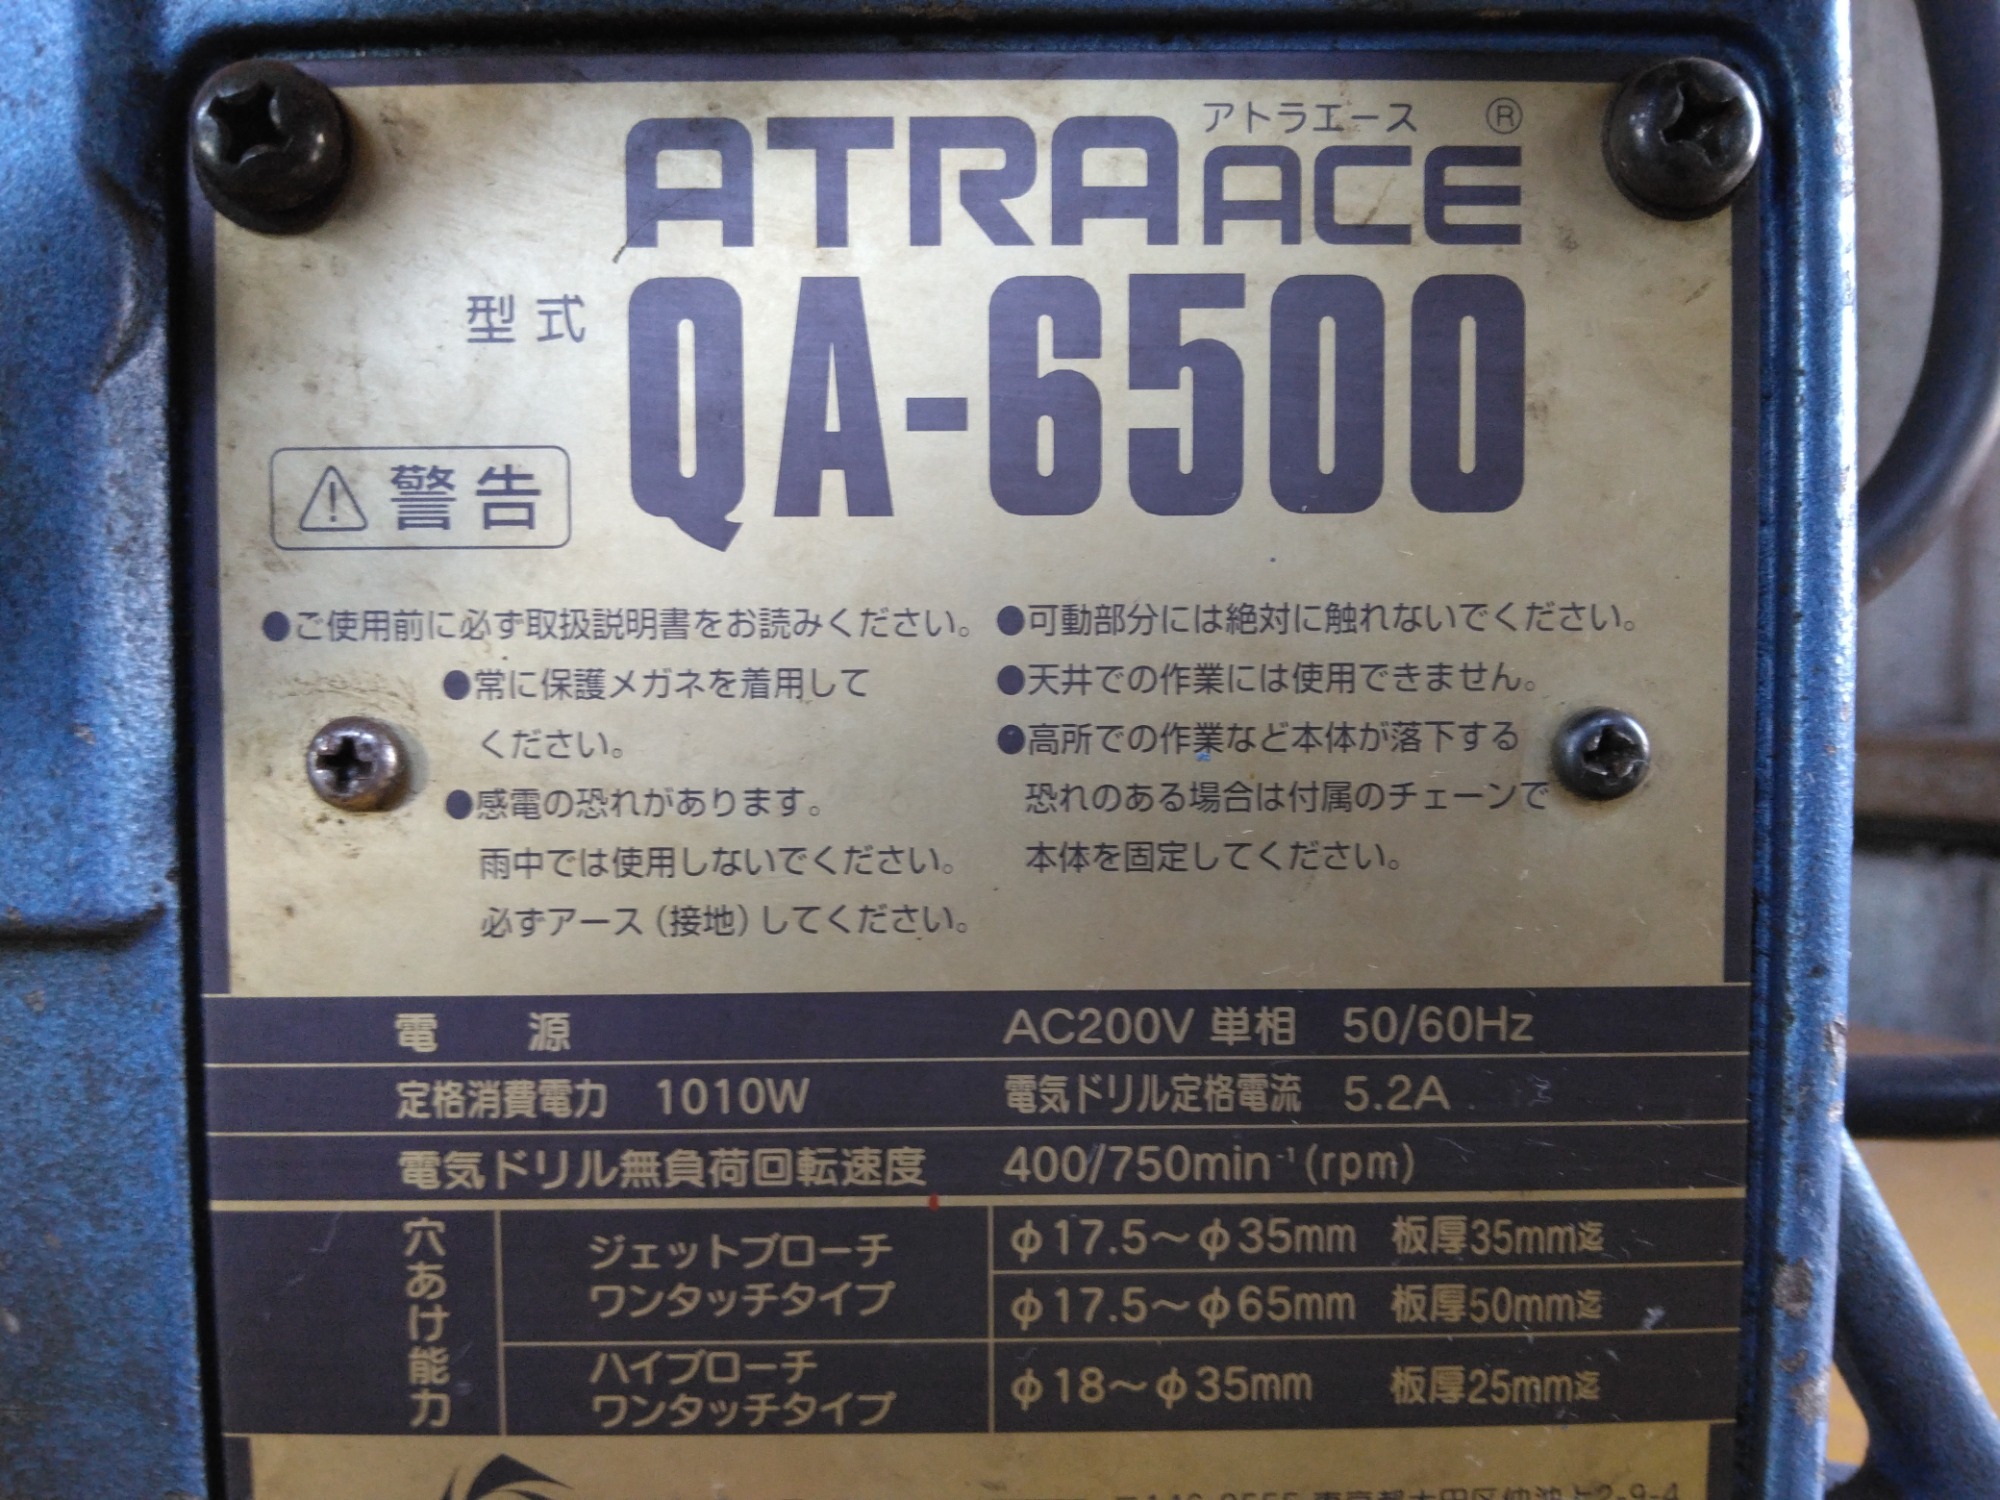 アトラエース ®
ATRA ACE
型式 QA-6500
⚠警告
●ご使用前に必ず取扱説明書をお読みください。
●常に保護メガネを着用して
ください。
●感電の恐れがあります。
雨中では使用しないでください。
必ずアース(接地)してください。
●可動部分には絶対に触れないでください。
●天井での作業には使用できません。
●高所での作業など本体が落下する
恐れのある場合は付属のチェーンで
本体を固定してください。
電源 AC200V 単相 50/60Hz
定格消費電力 1010W 電気ドリル定格電流 5.2A
電気ドリル無負荷回転速度 400/750min⁻¹(rpm)
穴あけ能力
ジェットブローチ
ワンタッチタイプ
φ17.5～φ35mm 板厚35mm迄
φ17.5～φ65mm 板厚50mm迄
ハイブローチ
ワンタッチタイプ
φ18～φ35mm 板厚25mm迄